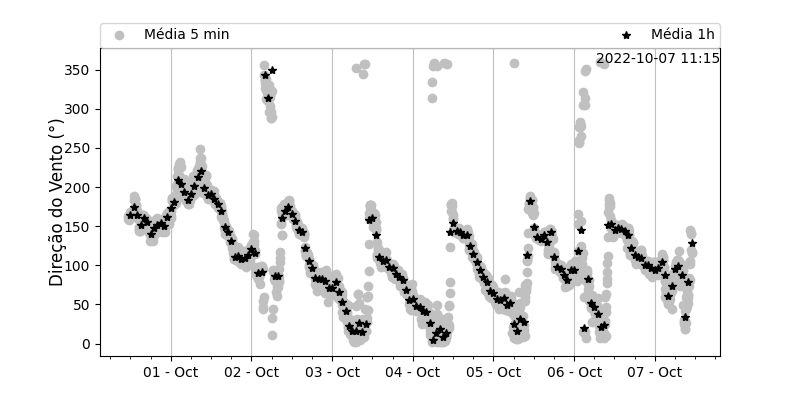 Média 5 min
Média 1h
2022-10-07 11:15
Direção do Vento (°)
350
300
250
200
150
100
50
0
01 - Oct
02 - Oct
03 - Oct
04 - Oct
05 - Oct
06 - Oct
07 - Oct